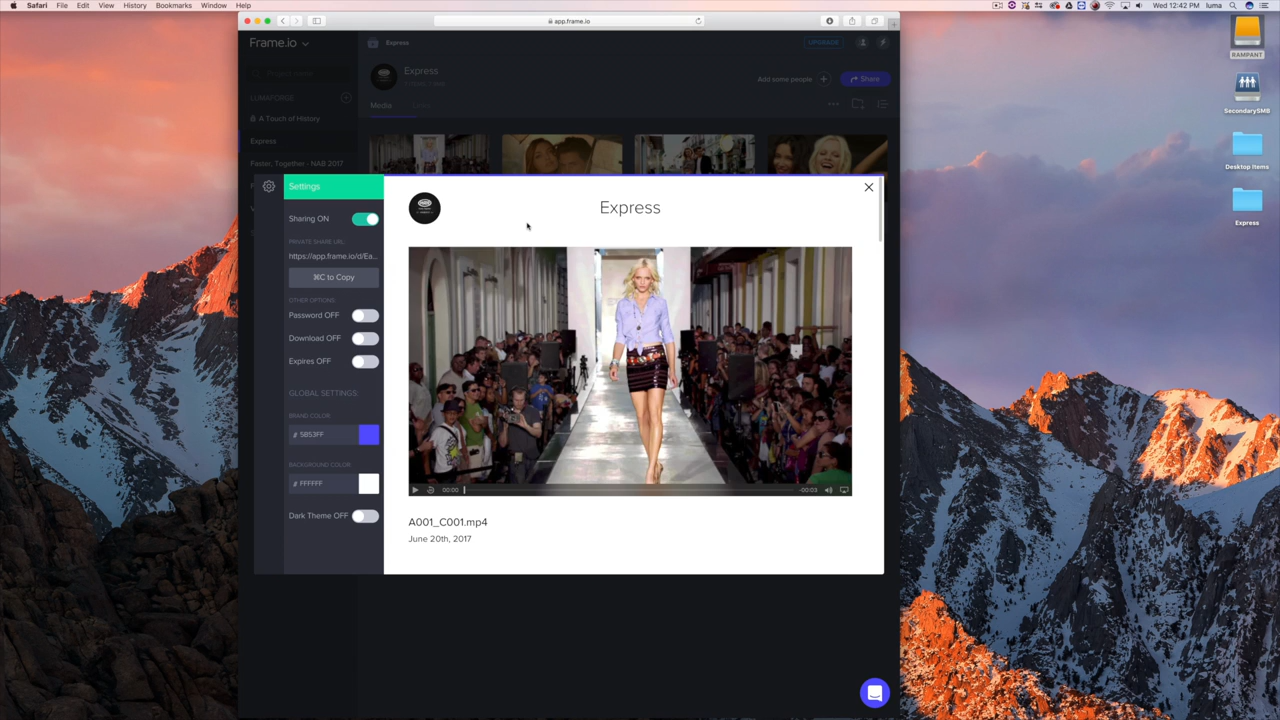 Safari File Edit View History Bookmarks Window Help
Wed 12:42 PM luma
app.frame.io
Frame.io
Express
UPGRADE
Express
Add some people
Share
LUMAFORGE
Media
A Touch of History
Express
Faster, Together - NAB 2017
Settings
Sharing ON
PRIVATE SHARE URL:
https://app.frame.io/d/Ea...
⌘C to Copy
OTHER OPTIONS:
Password OFF
Download OFF
Expires OFF
GLOBAL SETTINGS:
BRAND COLOR:
# 5B53FF
BACKGROUND COLOR:
# FFFFFF
Dark Theme OFF
Express
00:00
-00:03
A001_C001.mp4
June 20th, 2017
RAMPANT
SecondarySMB
Desktop Items
Express